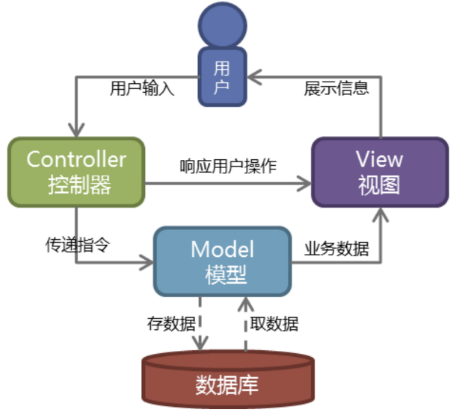 用
户
用户输入
展示信息
Controller
控制器
响应用户操作
View
视图
传递指令
Model
模型
业务数据
存数据
取数据
数据库